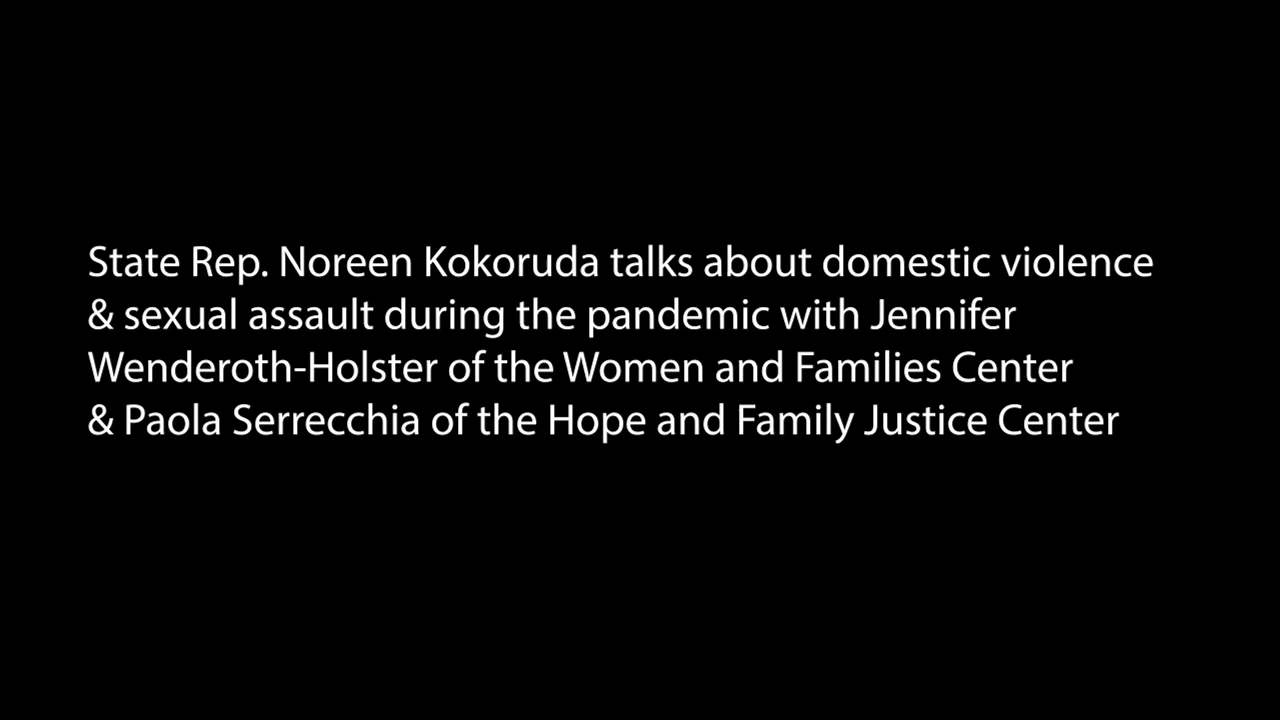 State Rep. Noreen Kokoruda talks about domestic violence
& sexual assault during the pandemic with Jennifer
Wenderoth-Holster of the Women and Families Center
& Paola Serrecchia of the Hope and Family Justice Center